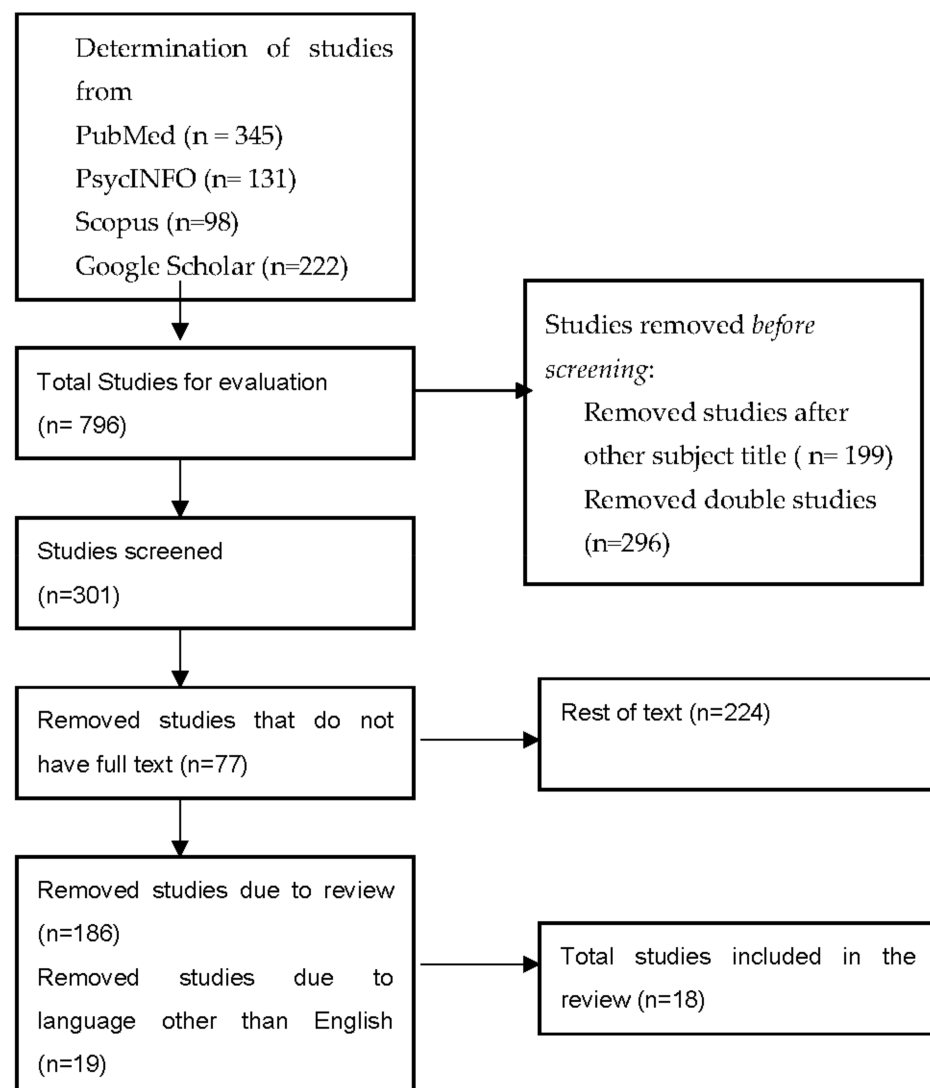 Determination of studies
from
PubMed (n = 345)
PsycINFO (n= 131)
Scopus (n=98)
Google Scholar (n=222)
Total Studies for evaluation
(n= 796)
Studies removed before
screening:
Removed studies after
other subject title ( n= 199)
Removed double studies
(n=296)
Studies screened
(n=301)
Removed studies that do not
have full text (n=77)
Rest of text (n=224)
Removed studies due to review
(n=186)
Removed studies due to
language other than English
(n=19)
Total studies included in the
review (n=18)